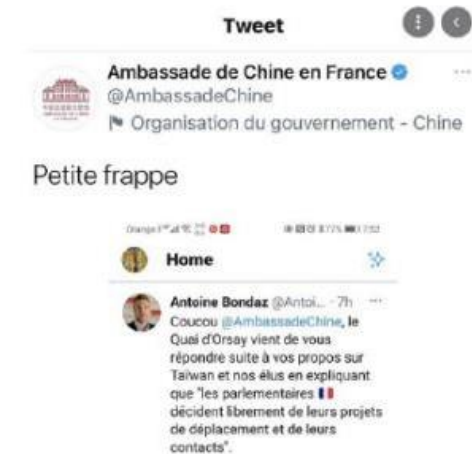 Tweet
Ambassade de Chine en France
@AmbassadeChine
Organisation du gouvernement - Chine
Petite frappe
Home
Antoine Bondaz @Antoi... · 7h
Coucou @AmbassadeChine, le
Quai d'Orsay vient de vous
répondre suite à vos propos sur
Taïwan et nos élus en expliquant
que "les parlementaires 🇫🇷
décident librement de leurs projets
de déplacement et de leurs
contacts".